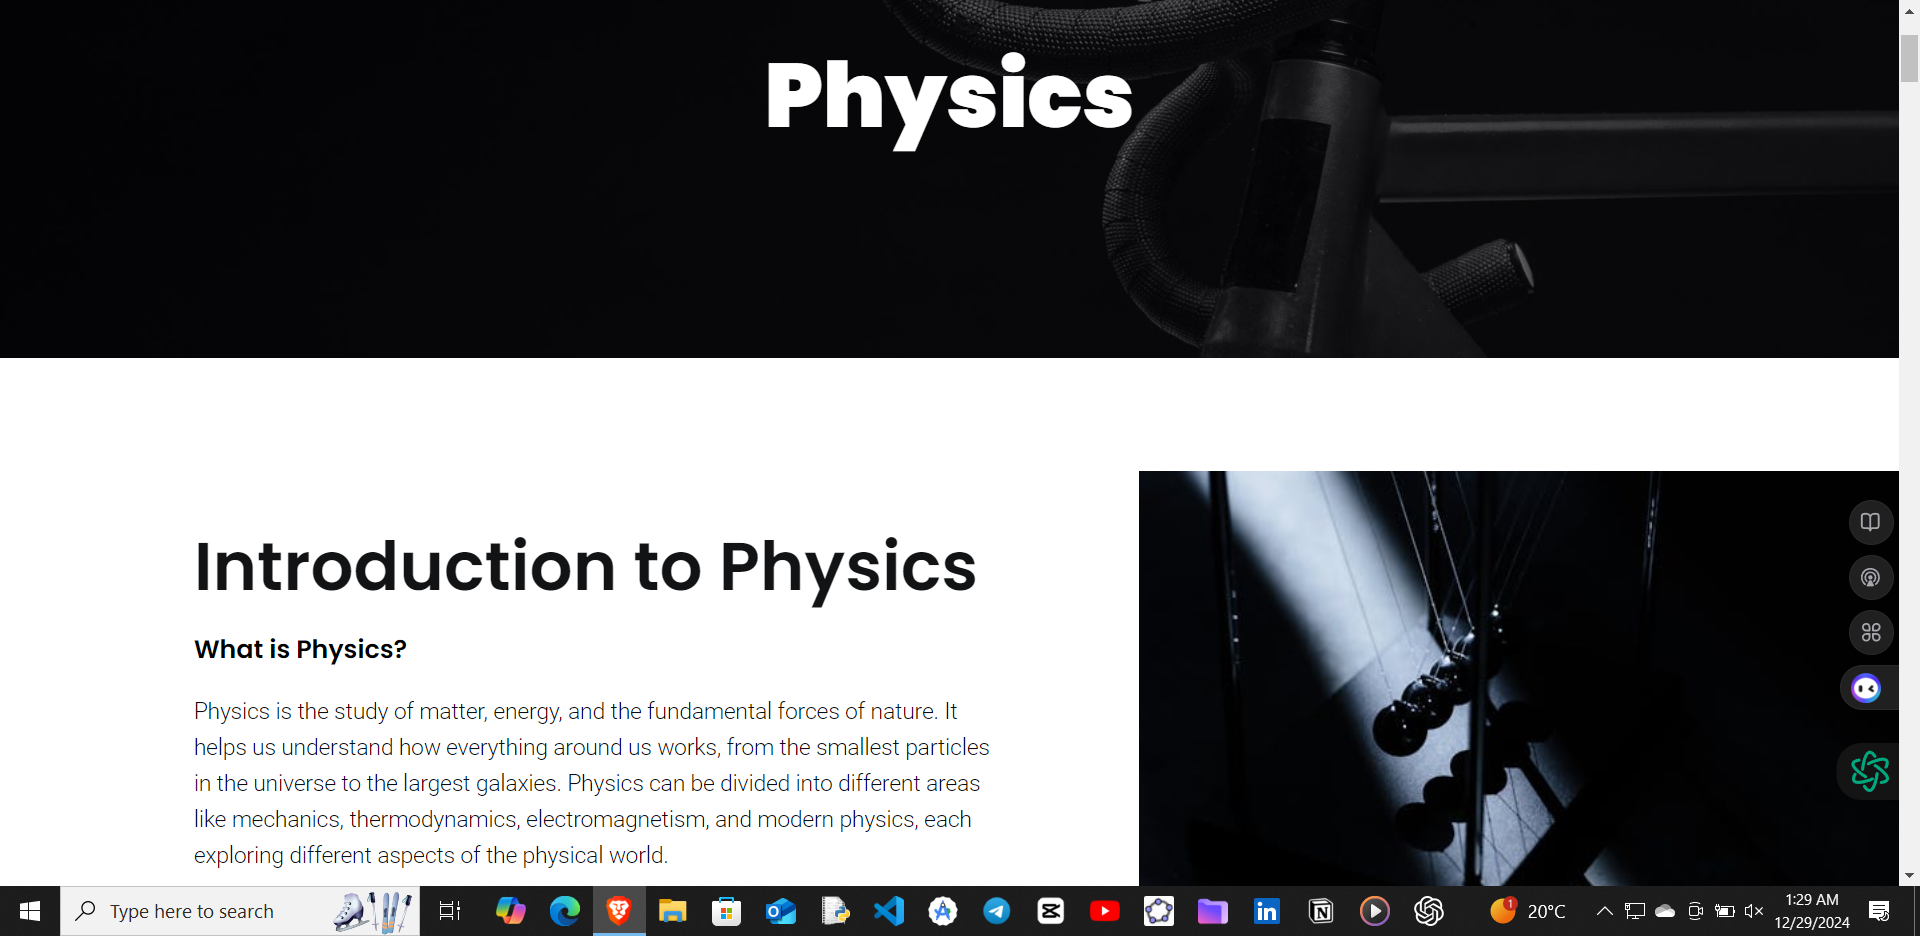 Physics
Introduction to Physics
What is Physics?
Physics is the study of matter, energy, and the fundamental forces of nature. It
helps us understand how everything around us works, from the smallest particles
in the universe to the largest galaxies. Physics can be divided into different areas
like mechanics, thermodynamics, electromagnetism, and modern physics, each
exploring different aspects of the physical world.
Type here to search
1
20°C
1:29 AM
12/29/2024